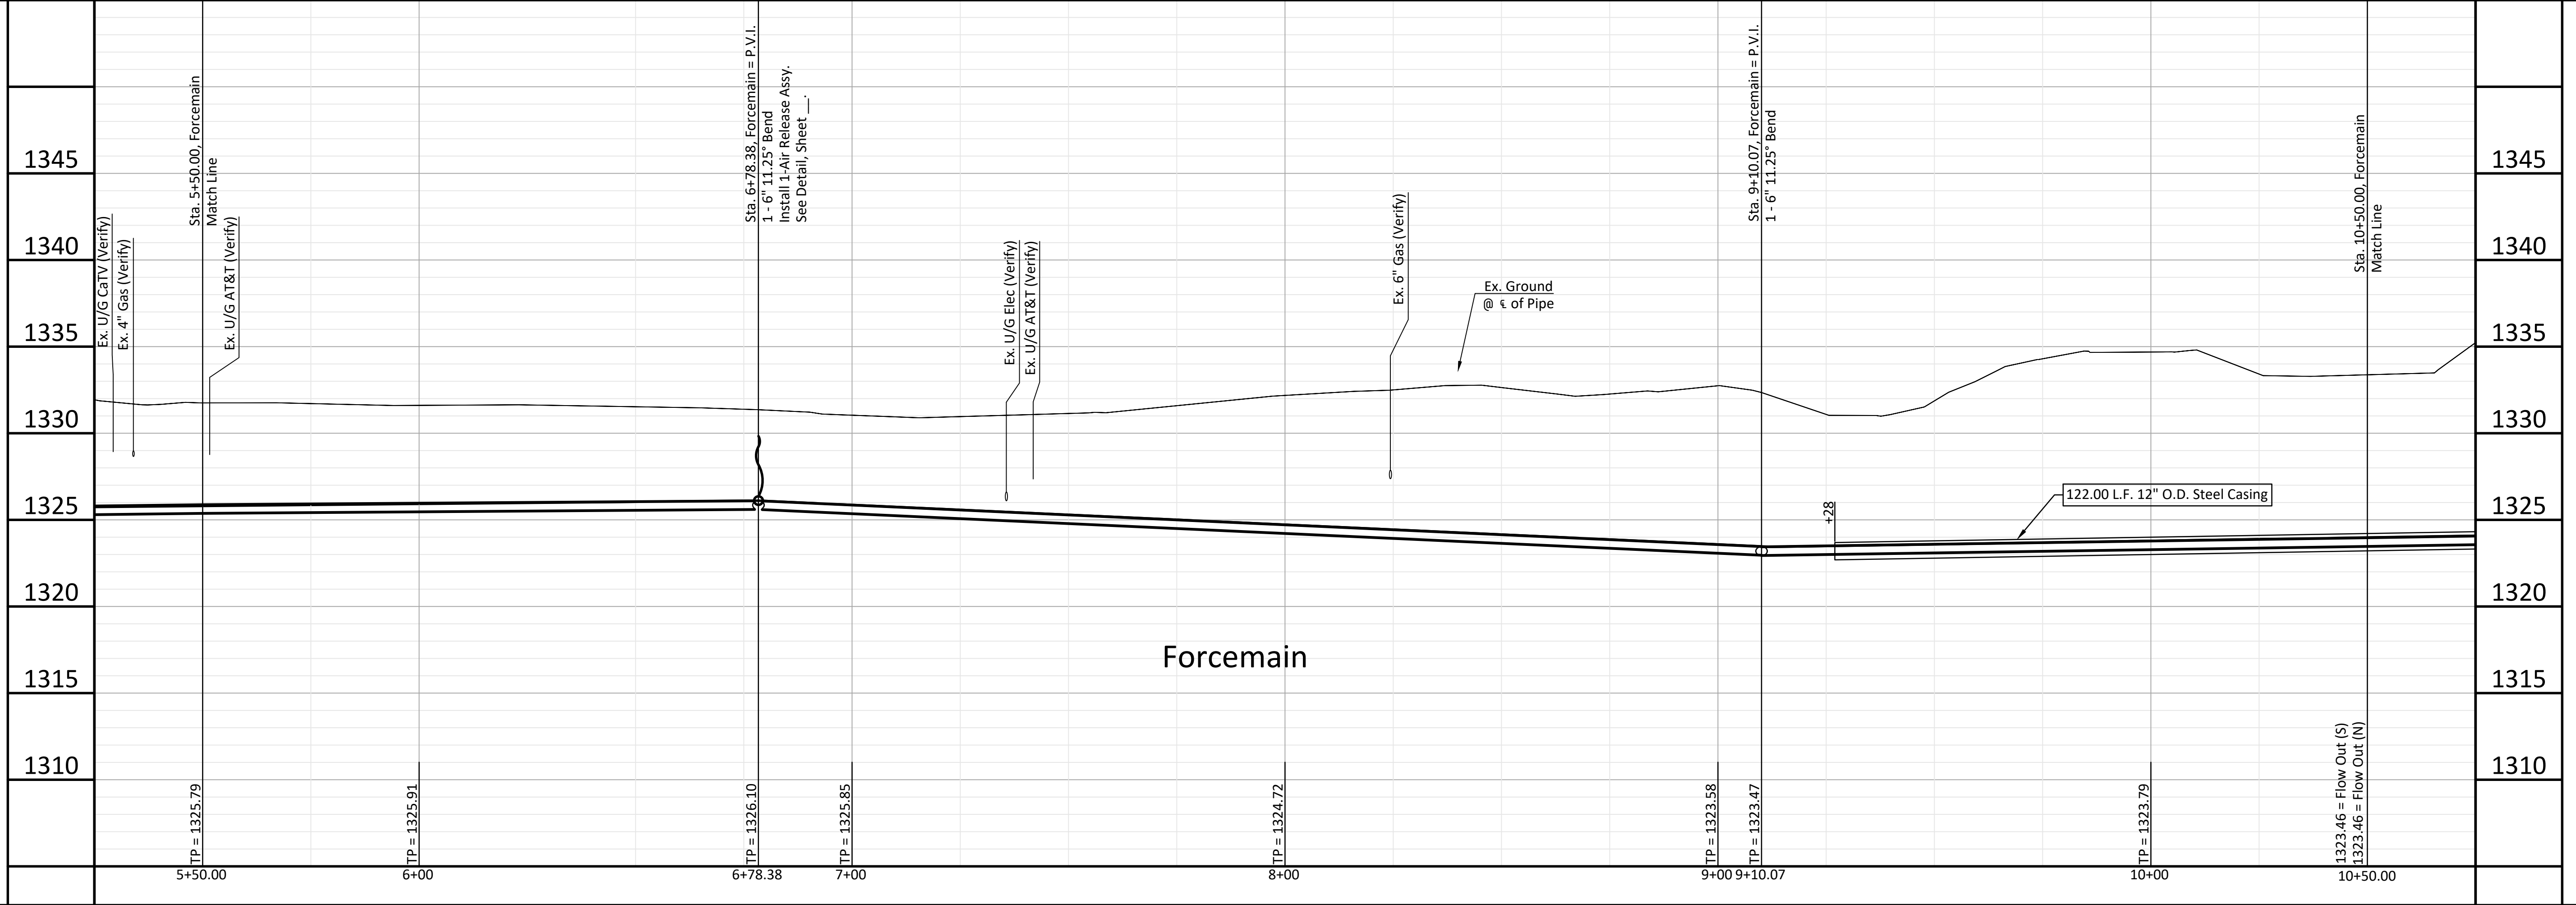 Sta. 5+50.00, Forcemain
Match Line
Sta. 6+78.38, Forcemain = P.V.I.
1 - 6" 11.25° Bend
Install 1-Air Release Assy.
See Detail, Sheet __.
Sta. 9+10.07, Forcemain = P.V.I.
1 - 6" 11.25° Bend
Sta. 10+50.00, Forcemain
Match Line
Ex. U/G CaTV (Verify)
Ex. 4" Gas (Verify)
Ex. U/G AT&T (Verify)
Ex. U/G Elec (Verify)
Ex. U/G AT&T (Verify)
Ex. 6" Gas (Verify)
Ex. Ground
@ ℄ of Pipe
1345
1345
1340
1340
1335
1335
1330
1330
1325
1325
+28
122.00 L.F. 12" O.D. Steel Casing
1320
1320
Forcemain
1315
1315
1310
1310
TP = 1325.79
TP = 1325.91
TP = 1326.10
TP = 1325.85
TP = 1324.72
TP = 1323.58
TP = 1323.47
TP = 1323.79
1323.46 = Flow Out (S)
1323.46 = Flow Out (N)
5+50.00
6+00
6+78.38
7+00
8+00
9+00
9+10.07
10+00
10+50.00